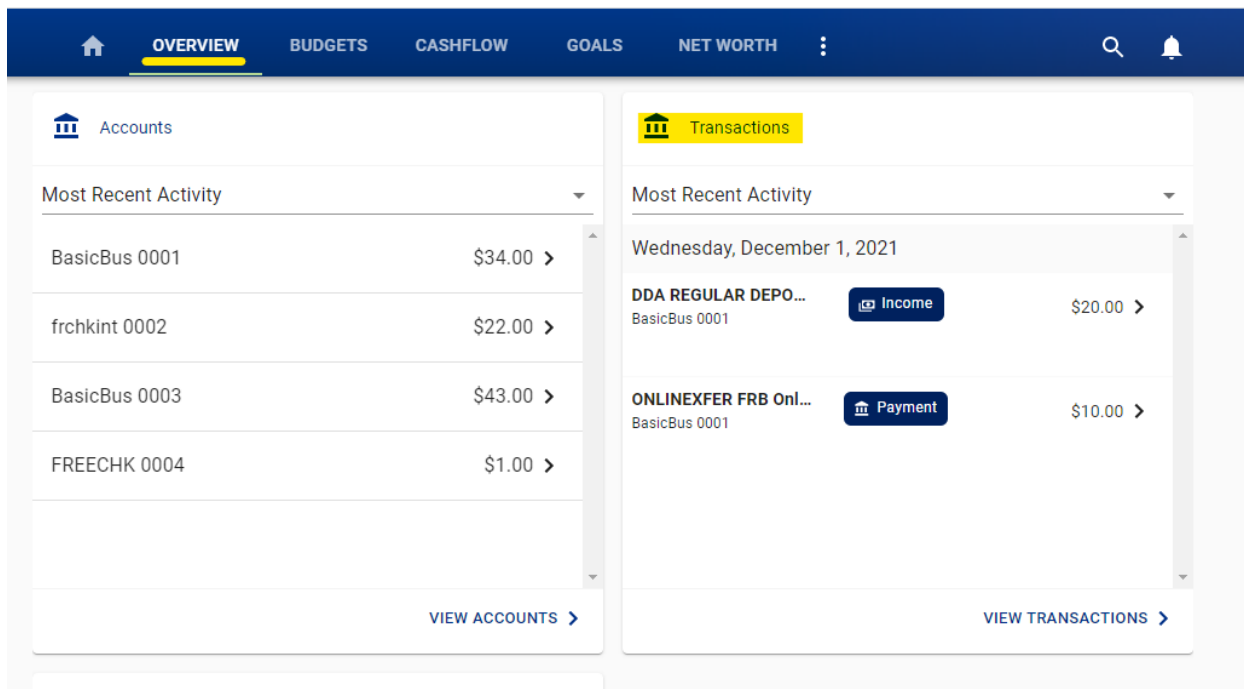 OVERVIEW BUDGETS CASHFLOW GOALS NET WORTH
Accounts
Most Recent Activity
BasicBus 0001 $34.00
frchkint 0002 $22.00
BasicBus 0003 $43.00
FREECHK 0004 $1.00
VIEW ACCOUNTS
Transactions
Most Recent Activity
Wednesday, December 1, 2021
DDA REGULAR DEPO... Income $20.00
BasicBus 0001
ONLINEXFER FRB Onl... Payment $10.00
BasicBus 0001
VIEW TRANSACTIONS